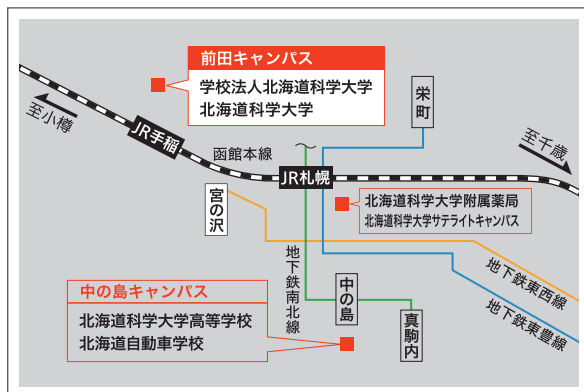 前田キャンパス
学校法人北海道科学大学
北海道科学大学
栄町
至小樽
JR手稲
函館本線
至千歳
JR札幌
宮の沢
北海道科学大学附属薬局
北海道科学大学サテライトキャンパス
地下鉄南北線
地下鉄東西線
中の島キャンパス
中の島
北海道科学大学高等学校
北海道自動車学校
真駒内
地下鉄東豊線